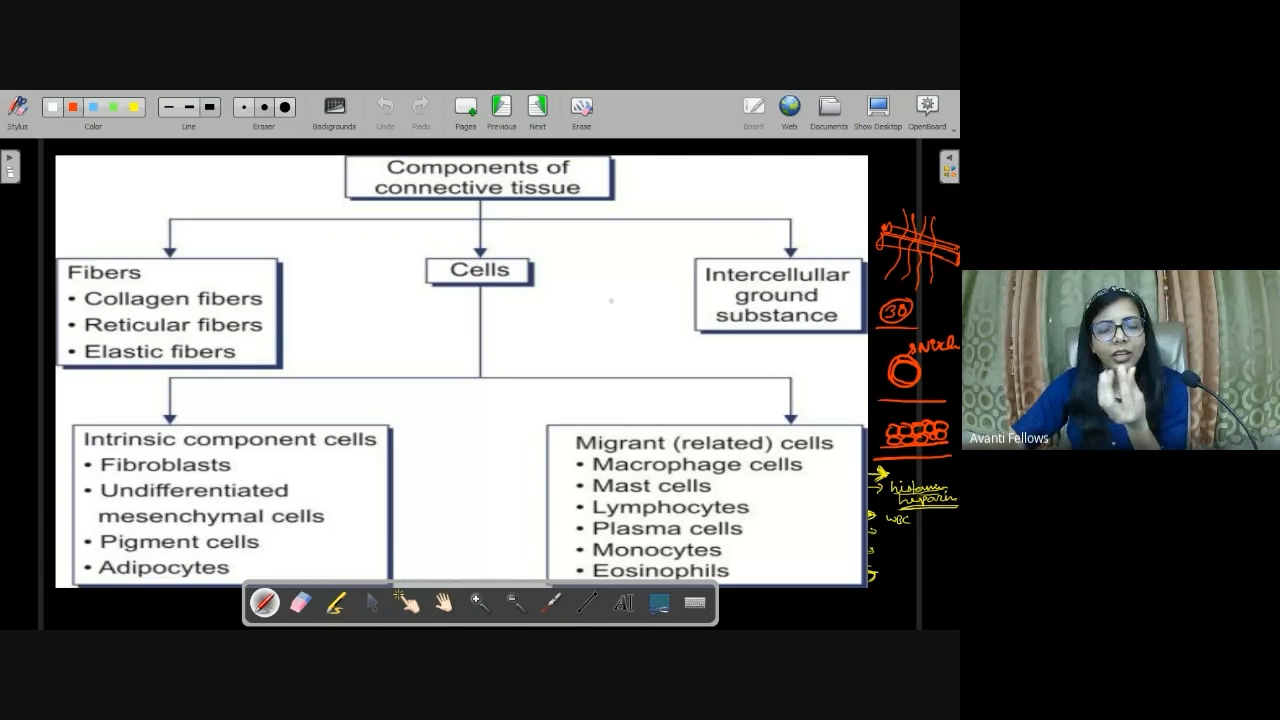 Stylus
Color
Line
Eraser
Backgrounds
Undo
Redo
Pages
Previous
Next
Erase
Board
Web
Documents
Show Desktop
OpenBoard
Components of
connective tissue
Fibers
• Collagen fibers
• Reticular fibers
• Elastic fibers
Cells
Intercellullar
ground
substance
Intrinsic component cells
• Fibroblasts
• Undifferentiated
mesenchymal cells
• Pigment cells
• Adipocytes
Migrant (related) cells
• Macrophage cells
• Mast cells
• Lymphocytes
• Plasma cells
• Monocytes
• Eosinophils
heparin
WBC
AI
Avanti Fellows